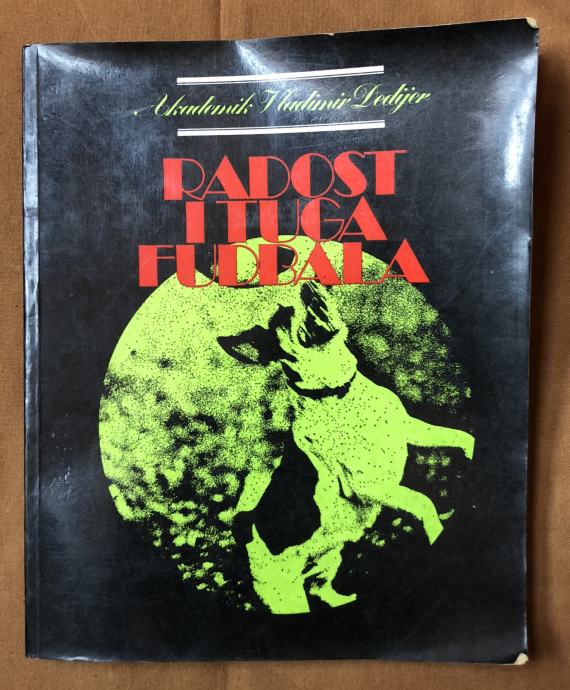 Akademik Vladimir Dedijer
RADOST
I TUGA
FUDBALA